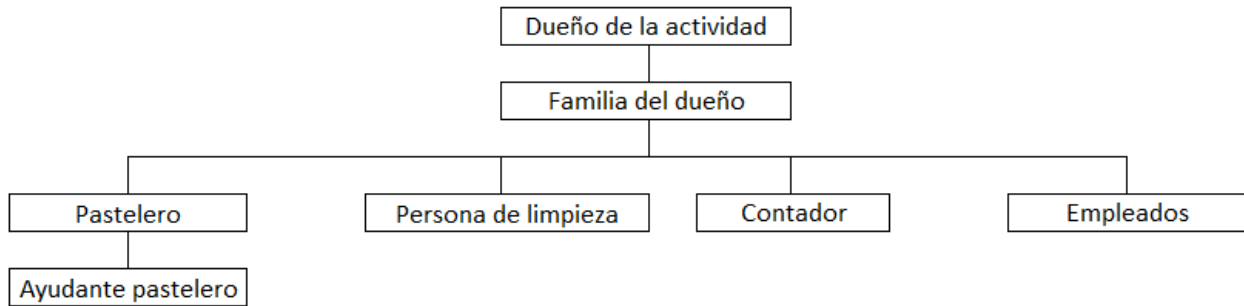 Dueño de la actividad
Familia del dueño
Pastelero
Persona de limpieza
Contador
Empleados
Ayudante pastelero